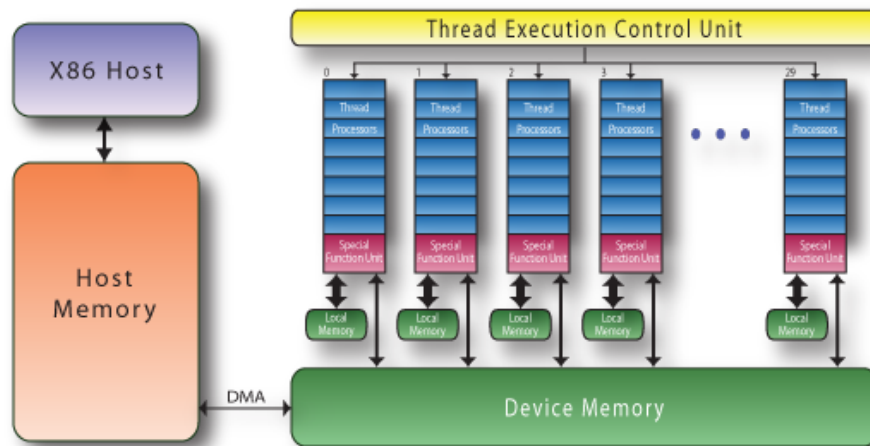 Thread Execution Control Unit
X86 Host
0
1
2
3
29
Thread
Processors
Thread
Processors
Thread
Processors
Thread
Processors
Thread
Processors
Special
Function Unit
Special
Function Unit
Special
Function Unit
Special
Function Unit
Special
Function Unit
Host
Memory
Local
Memory
Local
Memory
Local
Memory
Local
Memory
Local
Memory
DMA
Device Memory